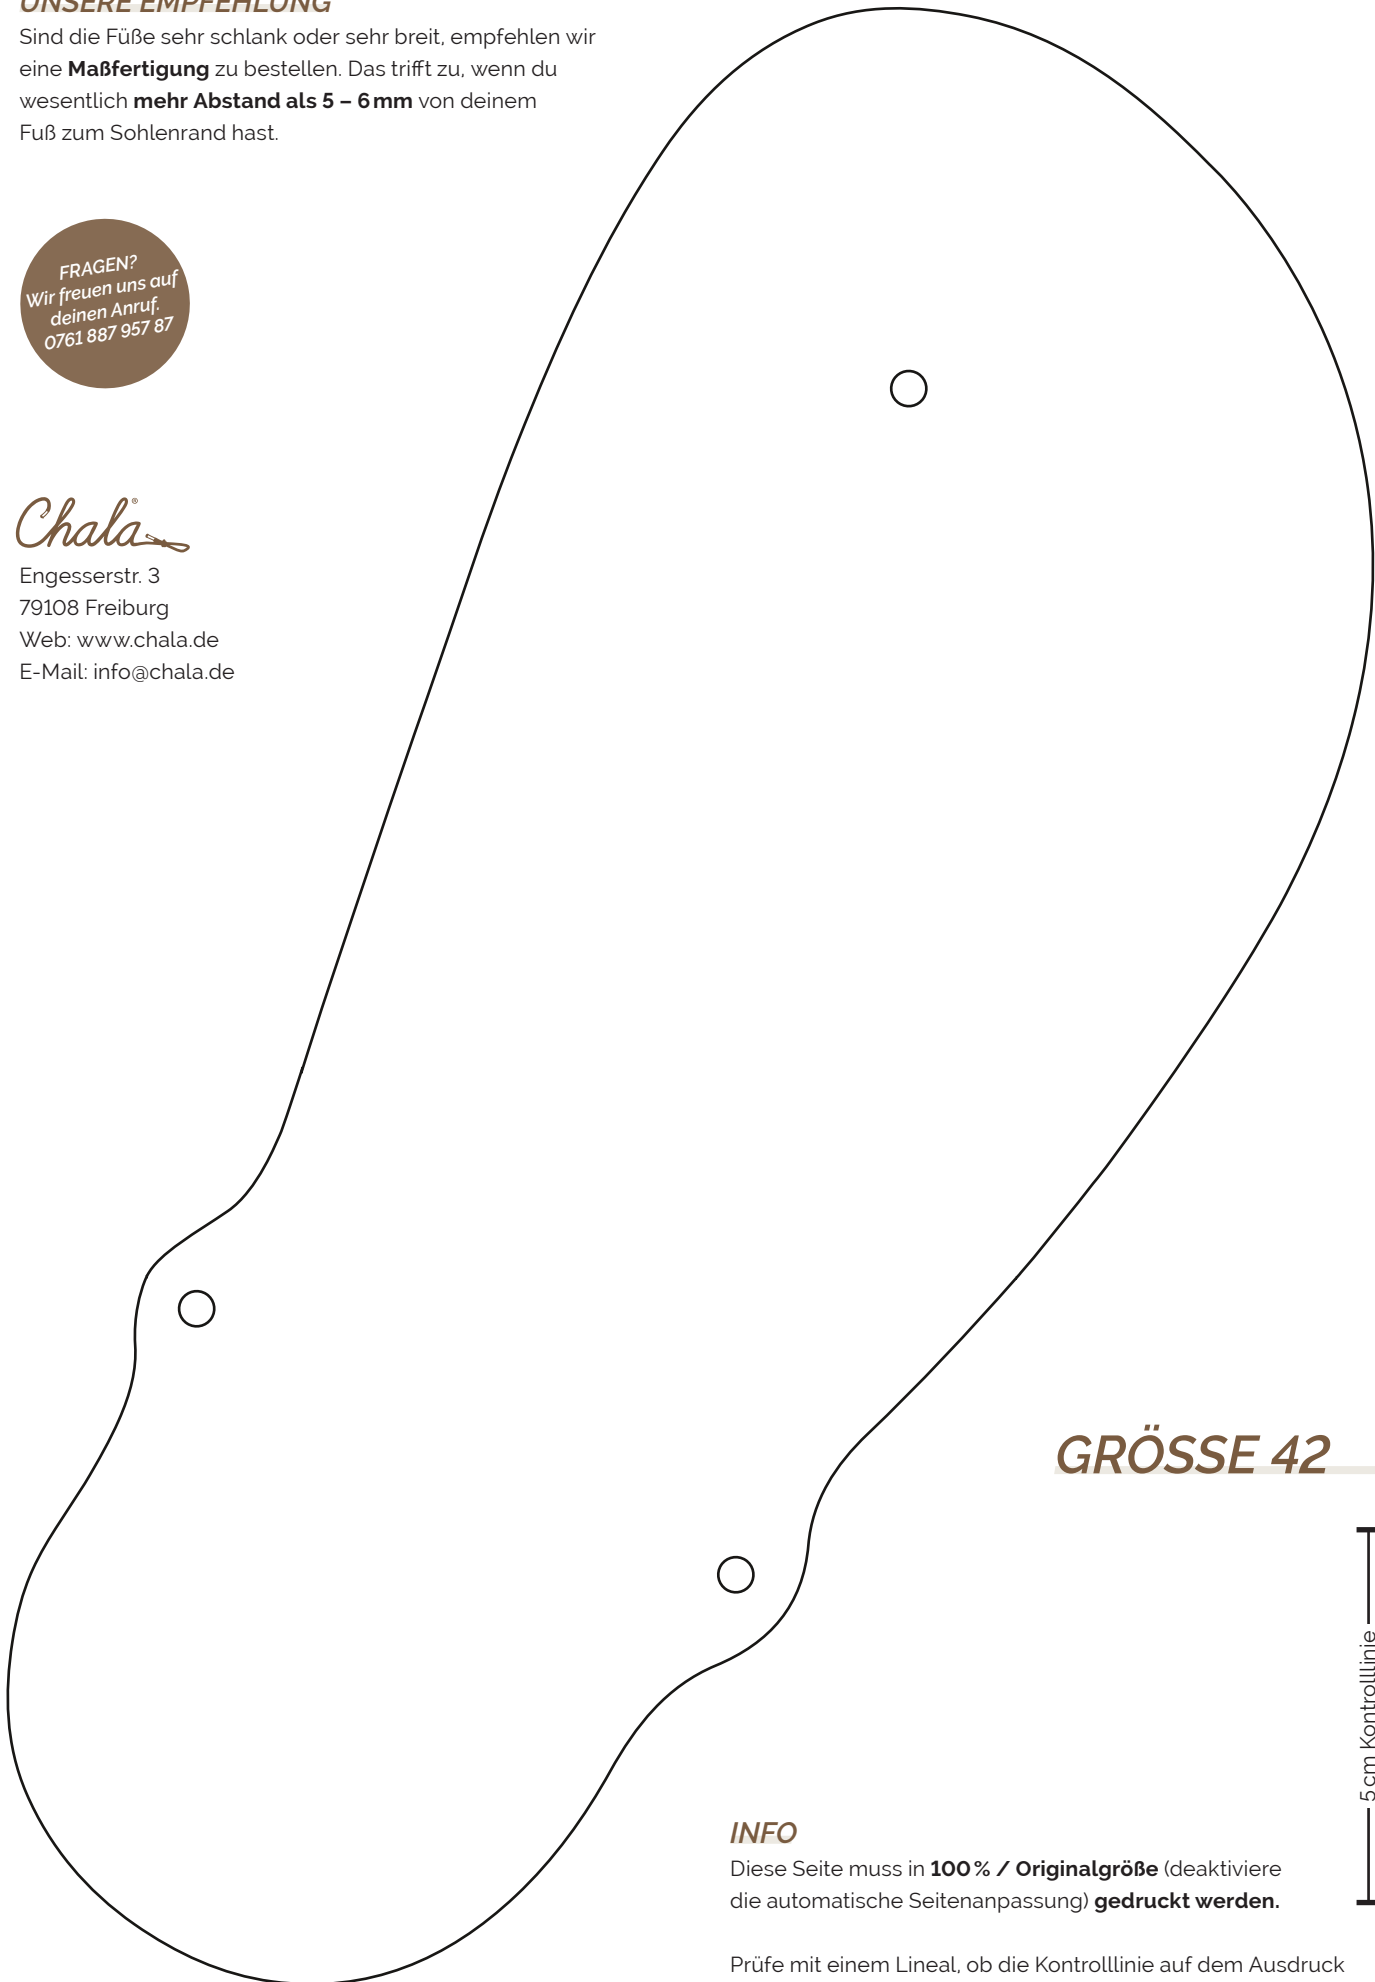 UNSERE EMPFEHLUNG
Sind die Füße sehr schlank oder sehr breit, empfehlen wir
eine Maßfertigung zu bestellen. Das trifft zu, wenn du
wesentlich mehr Abstand als 5 – 6 mm von deinem
Fuß zum Sohlenrand hast.
FRAGEN?
Wir freuen uns auf
deinen Anruf.
0761 887 957 87
Chala®
Engesserstr. 3
79108 Freiburg
Web: www.chala.de
E-Mail: info@chala.de
GRÖSSE 42
5 cm Kontrolllinie
INFO
Diese Seite muss in 100 % / Originalgröße (deaktiviere
die automatische Seitenanpassung) gedruckt werden.
Prüfe mit einem Lineal, ob die Kontrolllinie auf dem Ausdruck